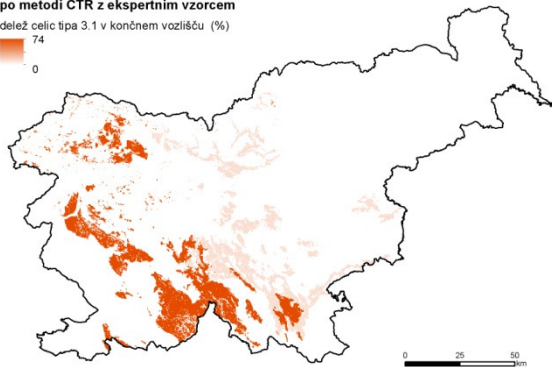 po metodi CTR z ekspertnim vzorcem
delež celic tipa 3.1 v končnem vozlišču (%)
74
0
0 25 50
km